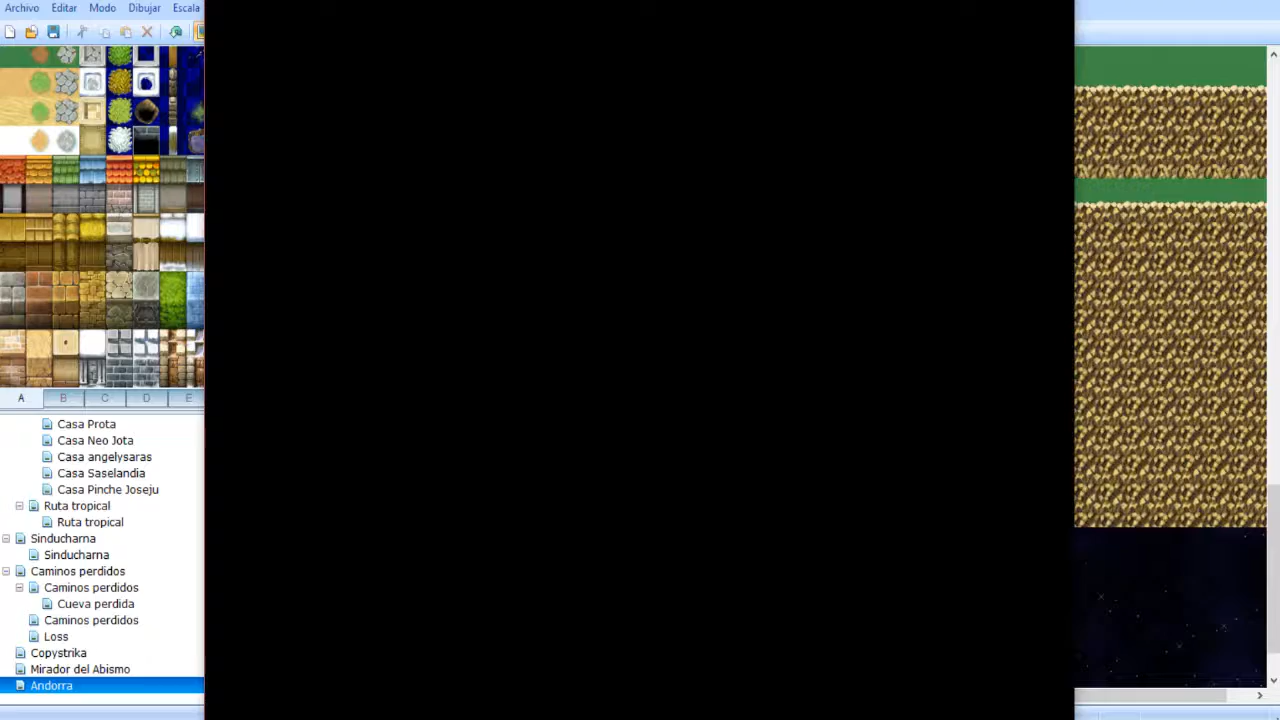 Archivo Editar Modo Dibujar Escala
A B C D E
Casa Prota
Casa Neo Jota
Casa angelysaras
Casa Saselandia
Casa Pinche Joseju
Ruta tropical
Ruta tropical
Sinducharna
Sinducharna
Caminos perdidos
Caminos perdidos
Cueva perdida
Caminos perdidos
Loss
Copystrika
Mirador del Abismo
Andorra